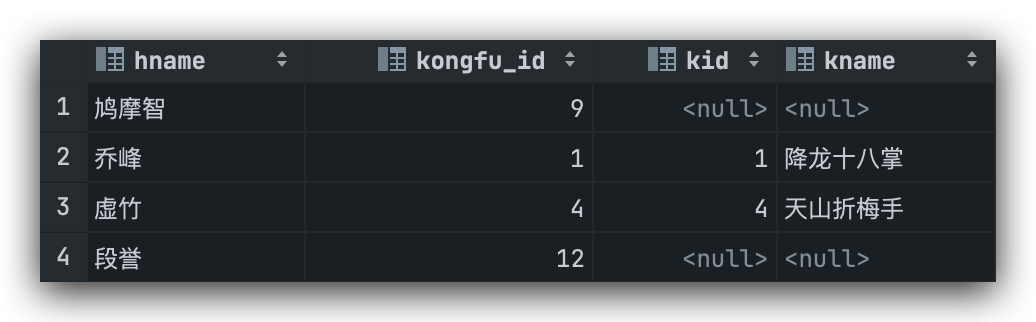 hname kongfu_id kid kname
1 鸠摩智 9 <null> <null>
2 乔峰 1 1 降龙十八掌
3 虚竹 4 4 天山折梅手
4 段誉 12 <null> <null>